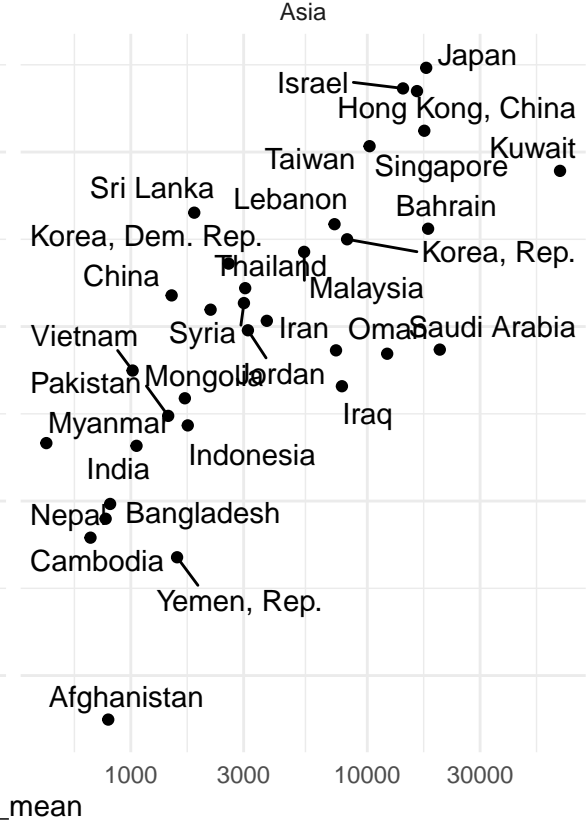 Asia
Japan
Israel
Hong Kong, China
Kuwait
Taiwan
Singapore
Sri Lanka
Lebanon
Bahrain
Korea, Dem. Rep.
Korea, Rep.
Thailand
China
Malaysia
Syria
Iran
Oman
Saudi Arabia
Vietnam
Pakistan
Mongolia
Jordan
Iraq
Myanmar
India
Indonesia
Nepal
Bangladesh
Cambodia
Yemen, Rep.
Afghanistan
1000 3000 10000 30000
_mean